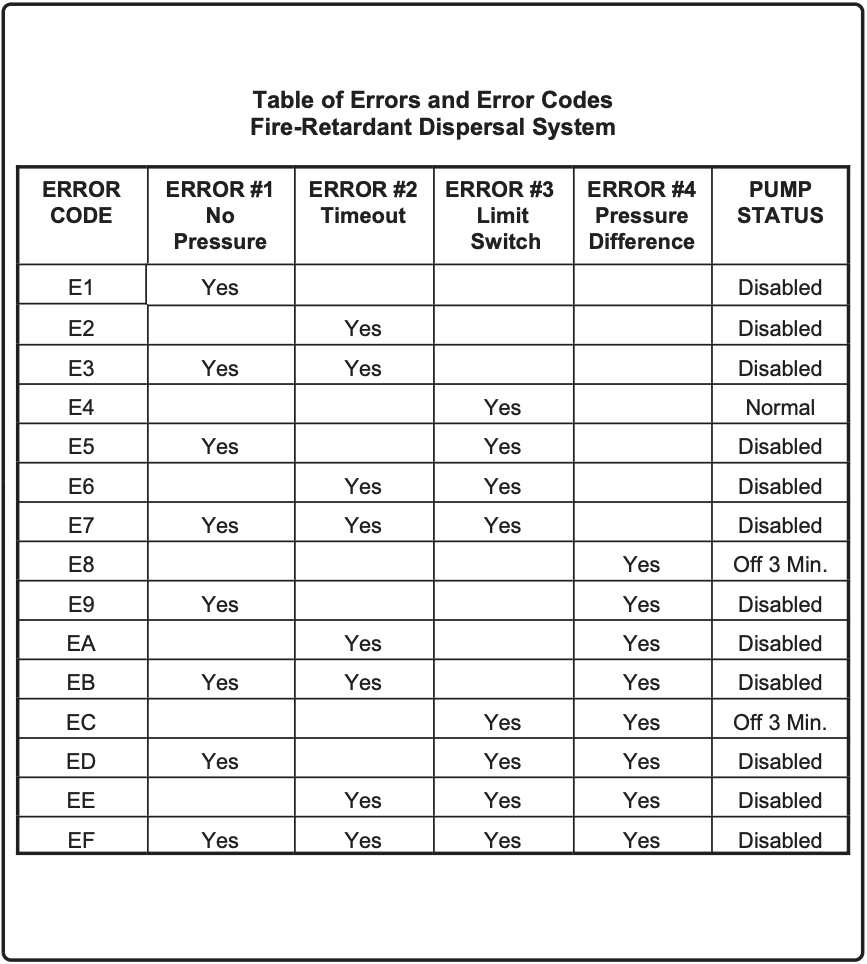 Table of Errors and Error Codes
Fire-Retardant Dispersal System
ERROR CODE ERROR #1 No Pressure ERROR #2 Timeout ERROR #3 Limit Switch ERROR #4 Pressure Difference PUMP STATUS
E1 Yes Disabled
E2 Yes Disabled
E3 Yes Yes Disabled
E4 Yes Normal
E5 Yes Yes Disabled
E6 Yes Yes Disabled
E7 Yes Yes Yes Disabled
E8 Yes Off 3 Min.
E9 Yes Yes Disabled
EA Yes Yes Disabled
EB Yes Yes Yes Disabled
EC Yes Yes Off 3 Min.
ED Yes Yes Yes Disabled
EE Yes Yes Yes Disabled
EF Yes Yes Yes Yes Disabled